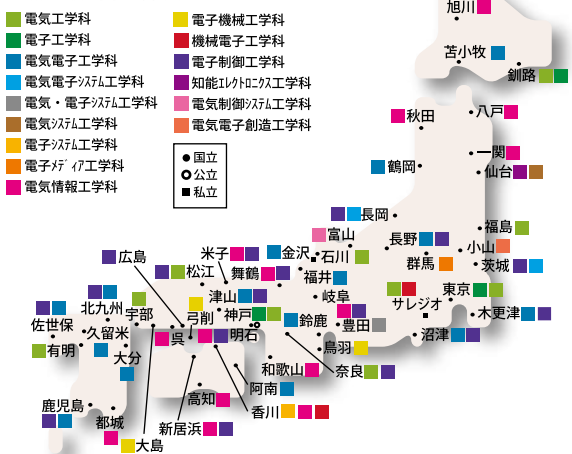 電気工学科
電子工学科
電気電子工学科
電気電子システム工学科
電気・電子システム工学科
電気システム工学科
電子システム工学科
電子メディア工学科
電気情報工学科
電子機械工学科
機械電子工学科
電子制御工学科
知能エレクトロニクス工学科
電気制御システム工学科
電気電子創造工学科
国立
公立
私立
旭川
苫小牧
釧路
八戸
秋田
一関
鶴岡
仙台
長岡
福島
富山
長野
小山
石川
金沢
群馬
茨城
米子
舞鶴
福井
広島
松江
岐阜
東京
サレジオ
津山
北九州
弓削
神戸
木更津
佐世保
宇部
鈴鹿
豊田
久留米
呉
明石
沼津
有明
大分
鳥羽
和歌山
奈良
阿南
高知
香川
鹿児島
都城
新居浜
大島